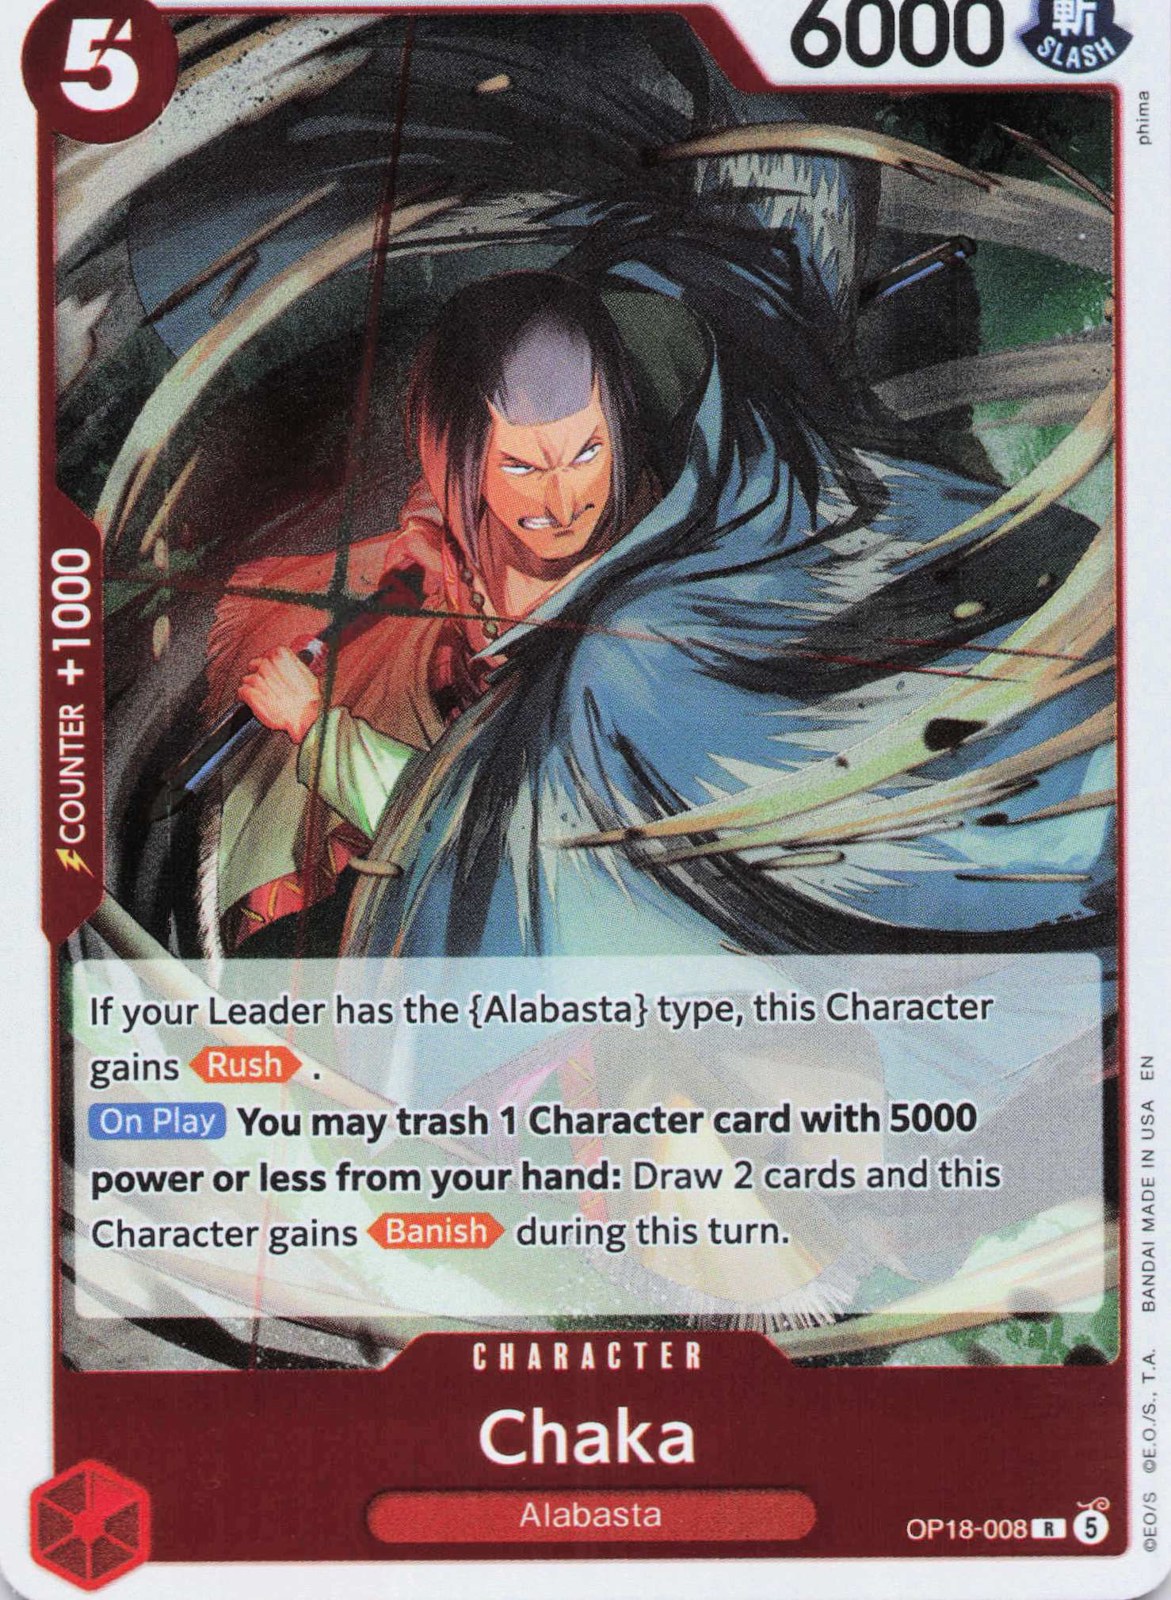 5
6000
斬
SLASH
phima
COUNTER +1000
If your Leader has the {Alabasta} type, this Character
gains Rush .
On Play You may trash 1 Character card with 5000
power or less from your hand: Draw 2 cards and this
Character gains Banish during this turn.
CHARACTER
Chaka
Alabasta
OP18-008 R 5
©EO/S ©E.O./S., T.A. BANDAI MADE IN USA EN